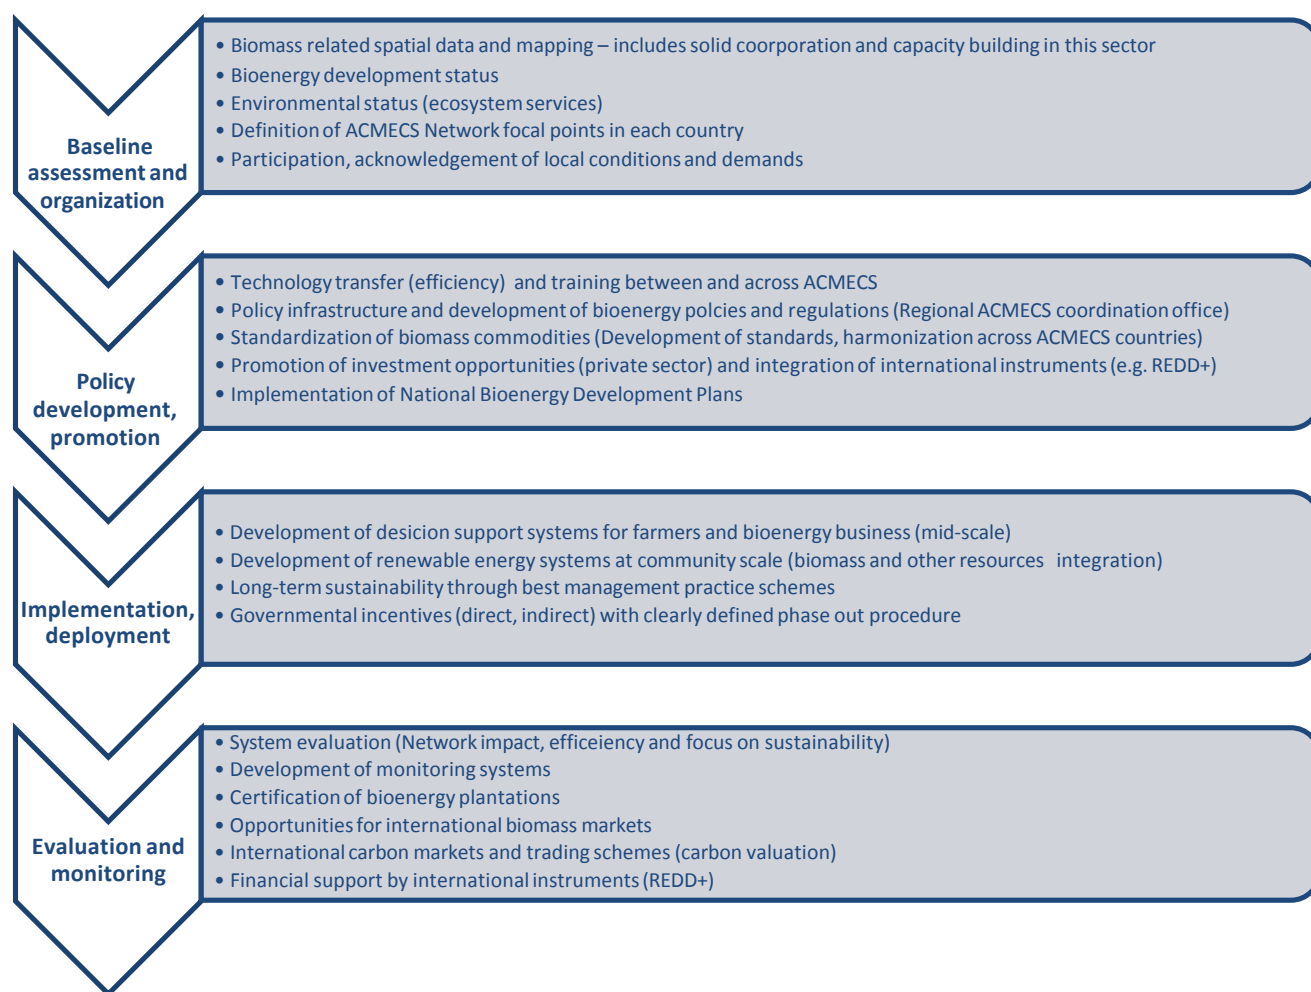 Baseline
assessment and
organization
• Biomass related spatial data and mapping – includes solid coorporation and capacity building in this sector
• Bioenergy development status
• Environmental status (ecosystem services)
• Definition of ACMECS Network focal points in each country
• Participation, acknowledgement of local conditions and demands
Policy
development,
promotion
• Technology transfer (efficiency) and training between and across ACMECS
• Policy infrastructure and development of bioenergy polcies and regulations (Regional ACMECS coordination office)
• Standardization of biomass commodities (Development of standards, harmonization across ACMECS countries)
• Promotion of investment opportunities (private sector) and integration of international instruments (e.g. REDD+)
• Implementation of National Bioenergy Development Plans
Implementation,
deployment
• Development of desicion support systems for farmers and bioenergy business (mid-scale)
• Development of renewable energy systems at community scale (biomass and other resources integration)
• Long-term sustainability through best management practice schemes
• Governmental incentives (direct, indirect) with clearly defined phase out procedure
Evaluation and
monitoring
• System evaluation (Network impact, efficeiency and focus on sustainability)
• Development of monitoring systems
• Certification of bioenergy plantations
• Opportunities for international biomass markets
• International carbon markets and trading schemes (carbon valuation)
• Financial support by international instruments (REDD+)